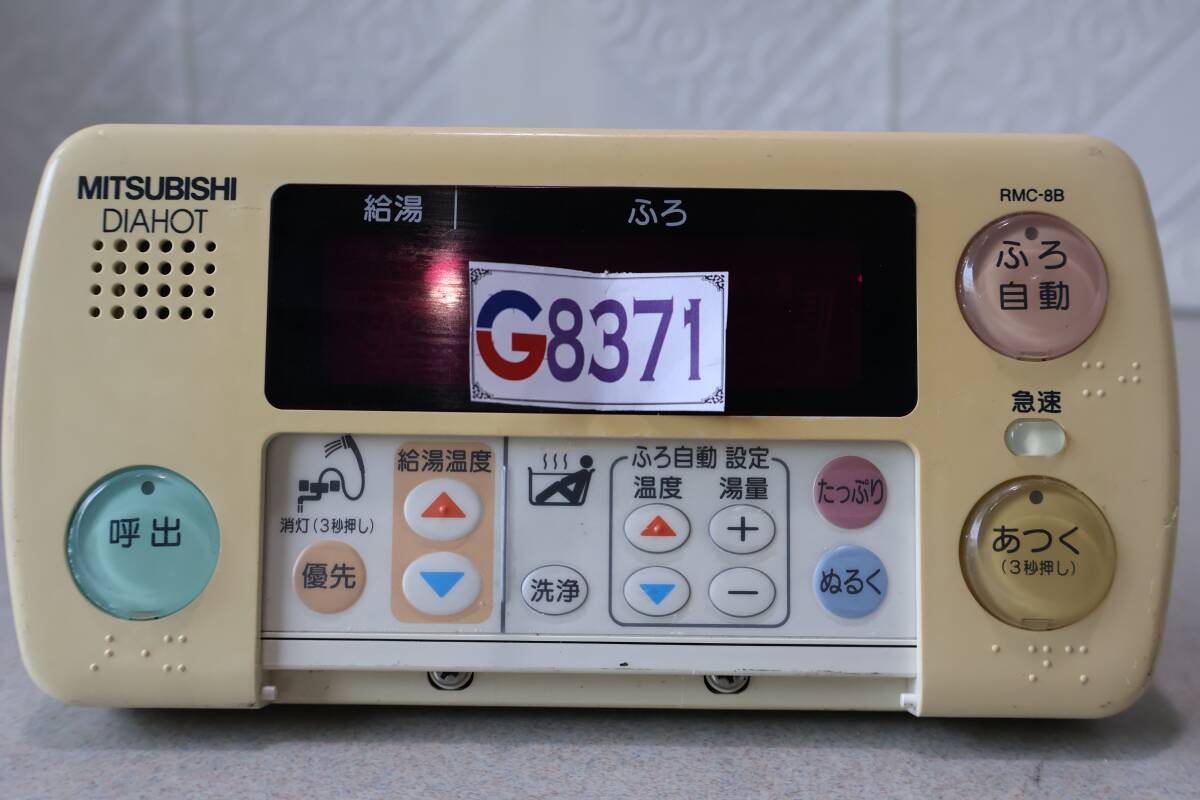 MITSUBISHI
DIAHOT
給湯
ふろ
RMC-8B
G8371
ふろ
自動
急速
呼出
消灯(3秒押し)
優先
給湯温度
洗浄
ふろ自動 設定
温度
湯量
+
−
たっぷり
ぬるく
あつく
(3秒押し)